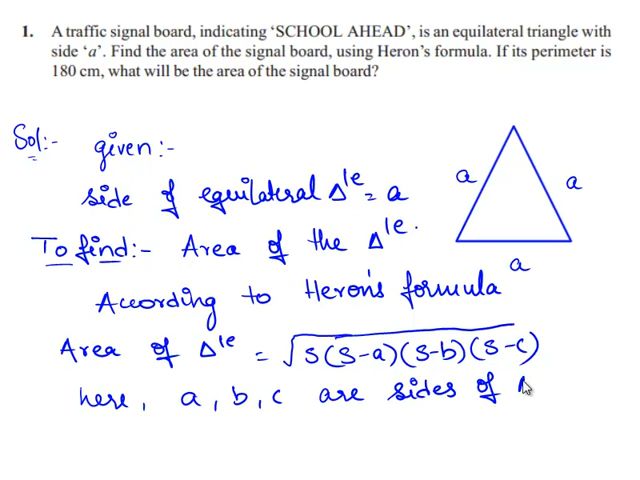 1. A traffic signal board, indicating ‘SCHOOL AHEAD’, is an equilateral triangle with
side ‘a’. Find the area of the signal board, using Heron’s formula. If its perimeter is
180 cm, what will be the area of the signal board?
Sol:- given:-
side of equilateral Δle = a
a a
To find:- Area of the Δle.
a
According to Heron's formula
Area of Δle = √S(S-a)(S-b)(S-c)
here, a, b, c are sides of